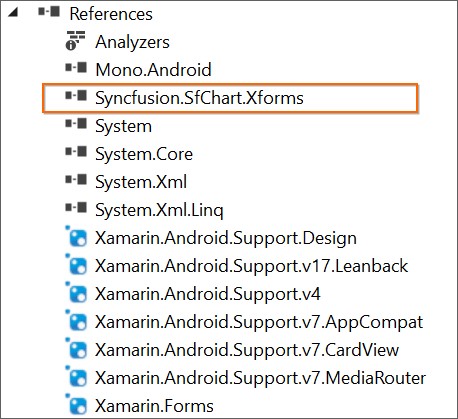 References
Analyzers
Mono.Android
Syncfusion.SfChart.Xforms
System
System.Core
System.Xml
System.Xml.Linq
Xamarin.Android.Support.Design
Xamarin.Android.Support.v17.Leanback
Xamarin.Android.Support.v4
Xamarin.Android.Support.v7.AppCompat
Xamarin.Android.Support.v7.CardView
Xamarin.Android.Support.v7.MediaRouter
Xamarin.Forms